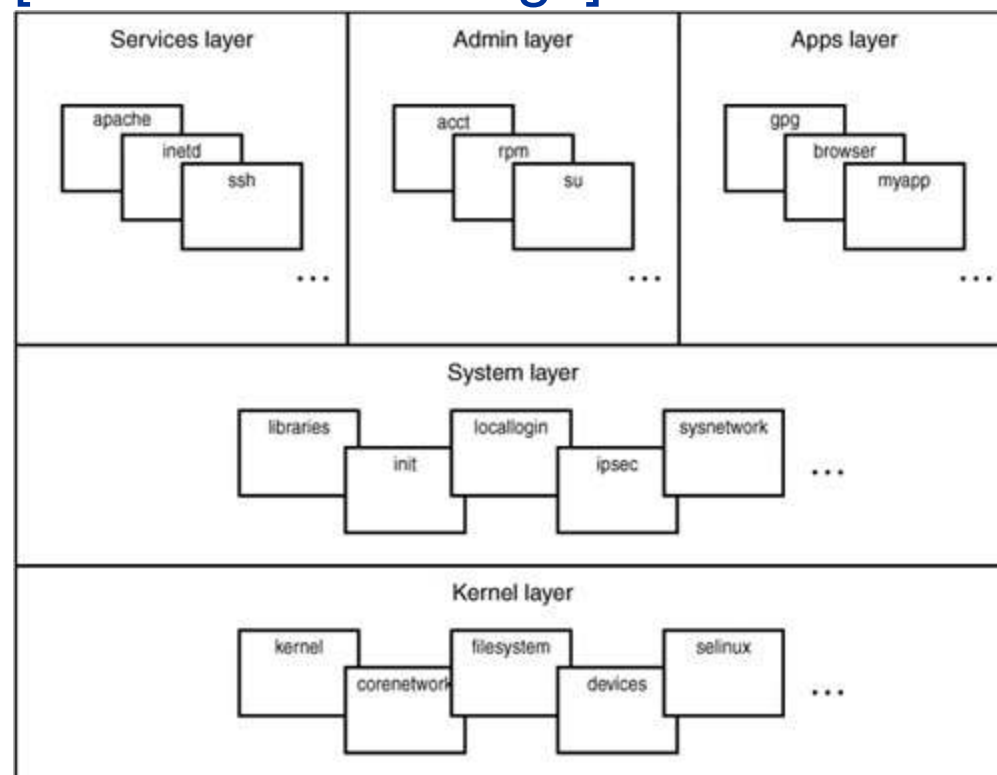 Services layer
apache
inetd
ssh
...
Admin layer
acct
rpm
su
...
Apps layer
gpg
browser
myapp
...
System layer
libraries
init
locallogin
ipsec
sysnetwork
...
Kernel layer
kernel
corenetwork
filesystem
devices
selinux
...